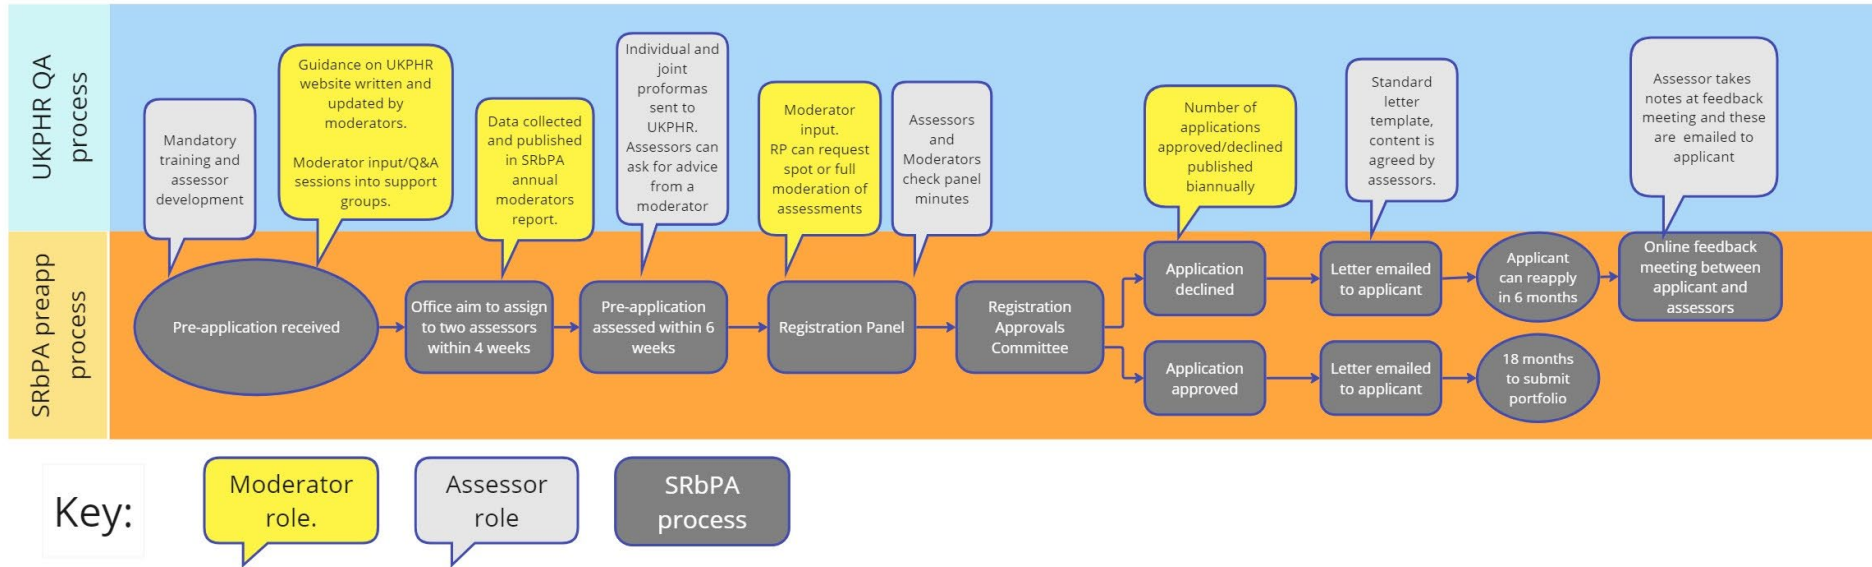 UKPHR QA
process
Mandatory
training and
assessor
development
Guidance on UKPHR
website written and
updated by
moderators.
Moderator input/Q&A
sessions into support
groups.
Data collected
and published
in SRbPA
annual
moderators
report.
Individual and
joint
proformas
sent to
UKPHR.
Assessors can
ask for advice
from a
moderator
Moderator
input.
RP can request
spot or full
moderation of
assessments
Assessors
and
Moderators
check panel
minutes
Number of
applications
approved/declined
published
biannually
Standard
letter
template,
content is
agreed by
assessors.
Assessor takes
notes at feedback
meeting and these
are emailed to
applicant
SRbPA preapp
process
Pre-application received
Office aim to assign
to two assessors
within 4 weeks
Pre-application
assessed within 6
weeks
Registration Panel
Registration
Approvals
Committee
Application
declined
Letter emailed
to applicant
Applicant
can reapply
in 6 months
Online feedback
meeting between
applicant and
assessors
Application
approved
Letter emailed
to applicant
18 months
to submit
portfolio
Key:
Moderator
role.
Assessor
role
SRbPA
process